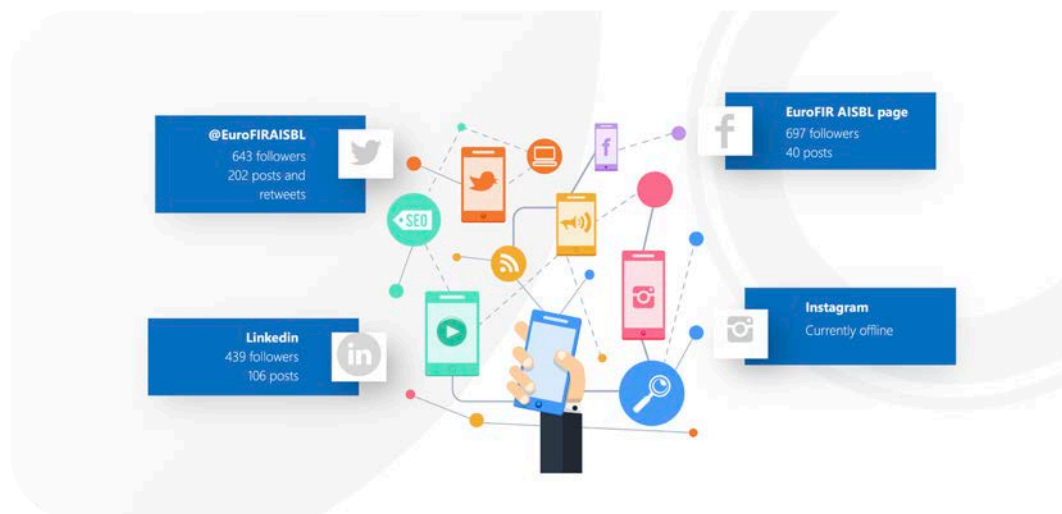 @EuroFIRAISBL
643 followers
202 posts and
retweets
EuroFIR AISBL page
697 followers
40 posts
SEO
Linkedin
439 followers
106 posts
in
Instagram
Currently offline